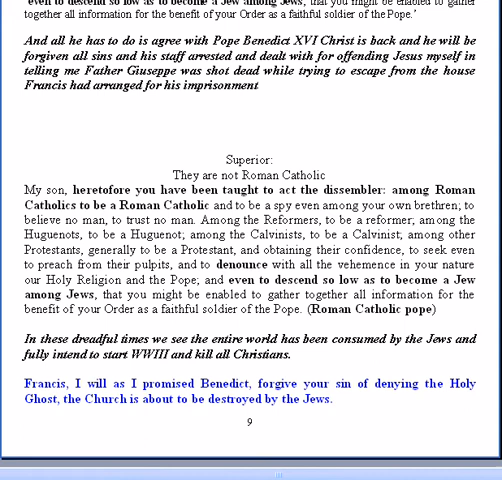 even to descend so low as to become a Jew among Jews, that you might be enabled to gather
together all information for the benefit of your Order as a faithful soldier of the Pope.'
And all he has to do is agree with Pope Benedict XVI Christ is back and he will be
forgiven all sins and his staff arrested and dealt with for offending Jesus myself in
telling me Father Giuseppe was shot dead while trying to escape from the house
Francis had arranged for his imprisonment
Superior:
They are not Roman Catholic
My son, heretofore you have been taught to act the dissembler: among Roman
Catholics to be a Roman Catholic and to be a spy even among your own brethren; to
believe no man, to trust no man. Among the Reformers, to be a reformer; among the
Huguenots, to be a Huguenot; among the Calvinists, to be a Calvinist; among other
Protestants, generally to be a Protestant, and obtaining their confidence, to seek even
to preach from their pulpits, and to denounce with all the vehemence in your nature
our Holy Religion and the Pope; and even to descend so low as to become a Jew
among Jews, that you might be enabled to gather together all information for the
benefit of your Order as a faithful soldier of the Pope. (Roman Catholic pope)
In these dreadful times we see the entire world has been consumed by the Jews and
fully intend to start WWIII and kill all Christians.
Francis, I will as I promised Benedict, forgive your sin of denying the Holy
Ghost, the Church is about to be destroyed by the Jews.
9